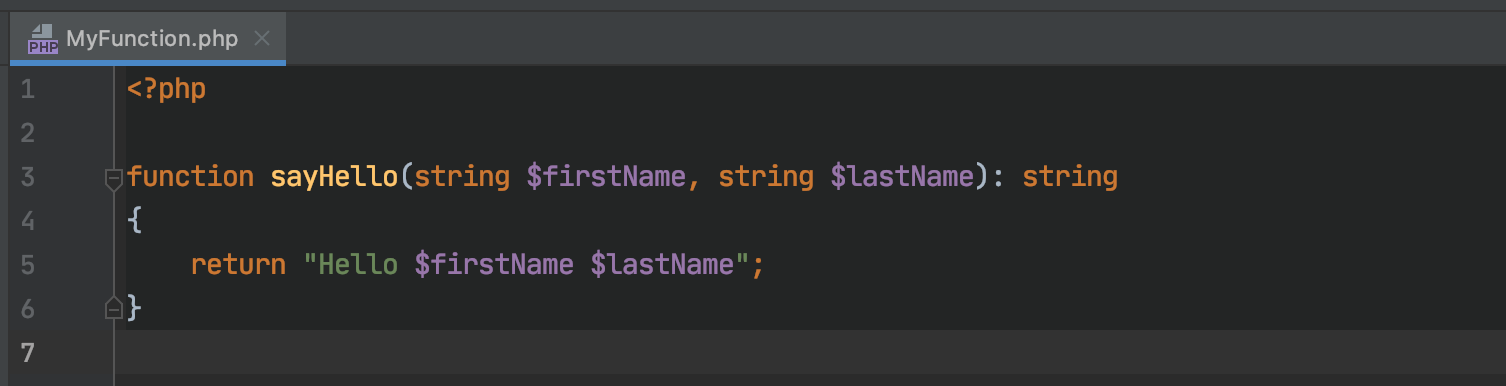 MyFunction.php
PHP
1 <?php
2
3 function sayHello(string $firstName, string $lastName): string
4 {
5     return "Hello $firstName $lastName";
6 }
7